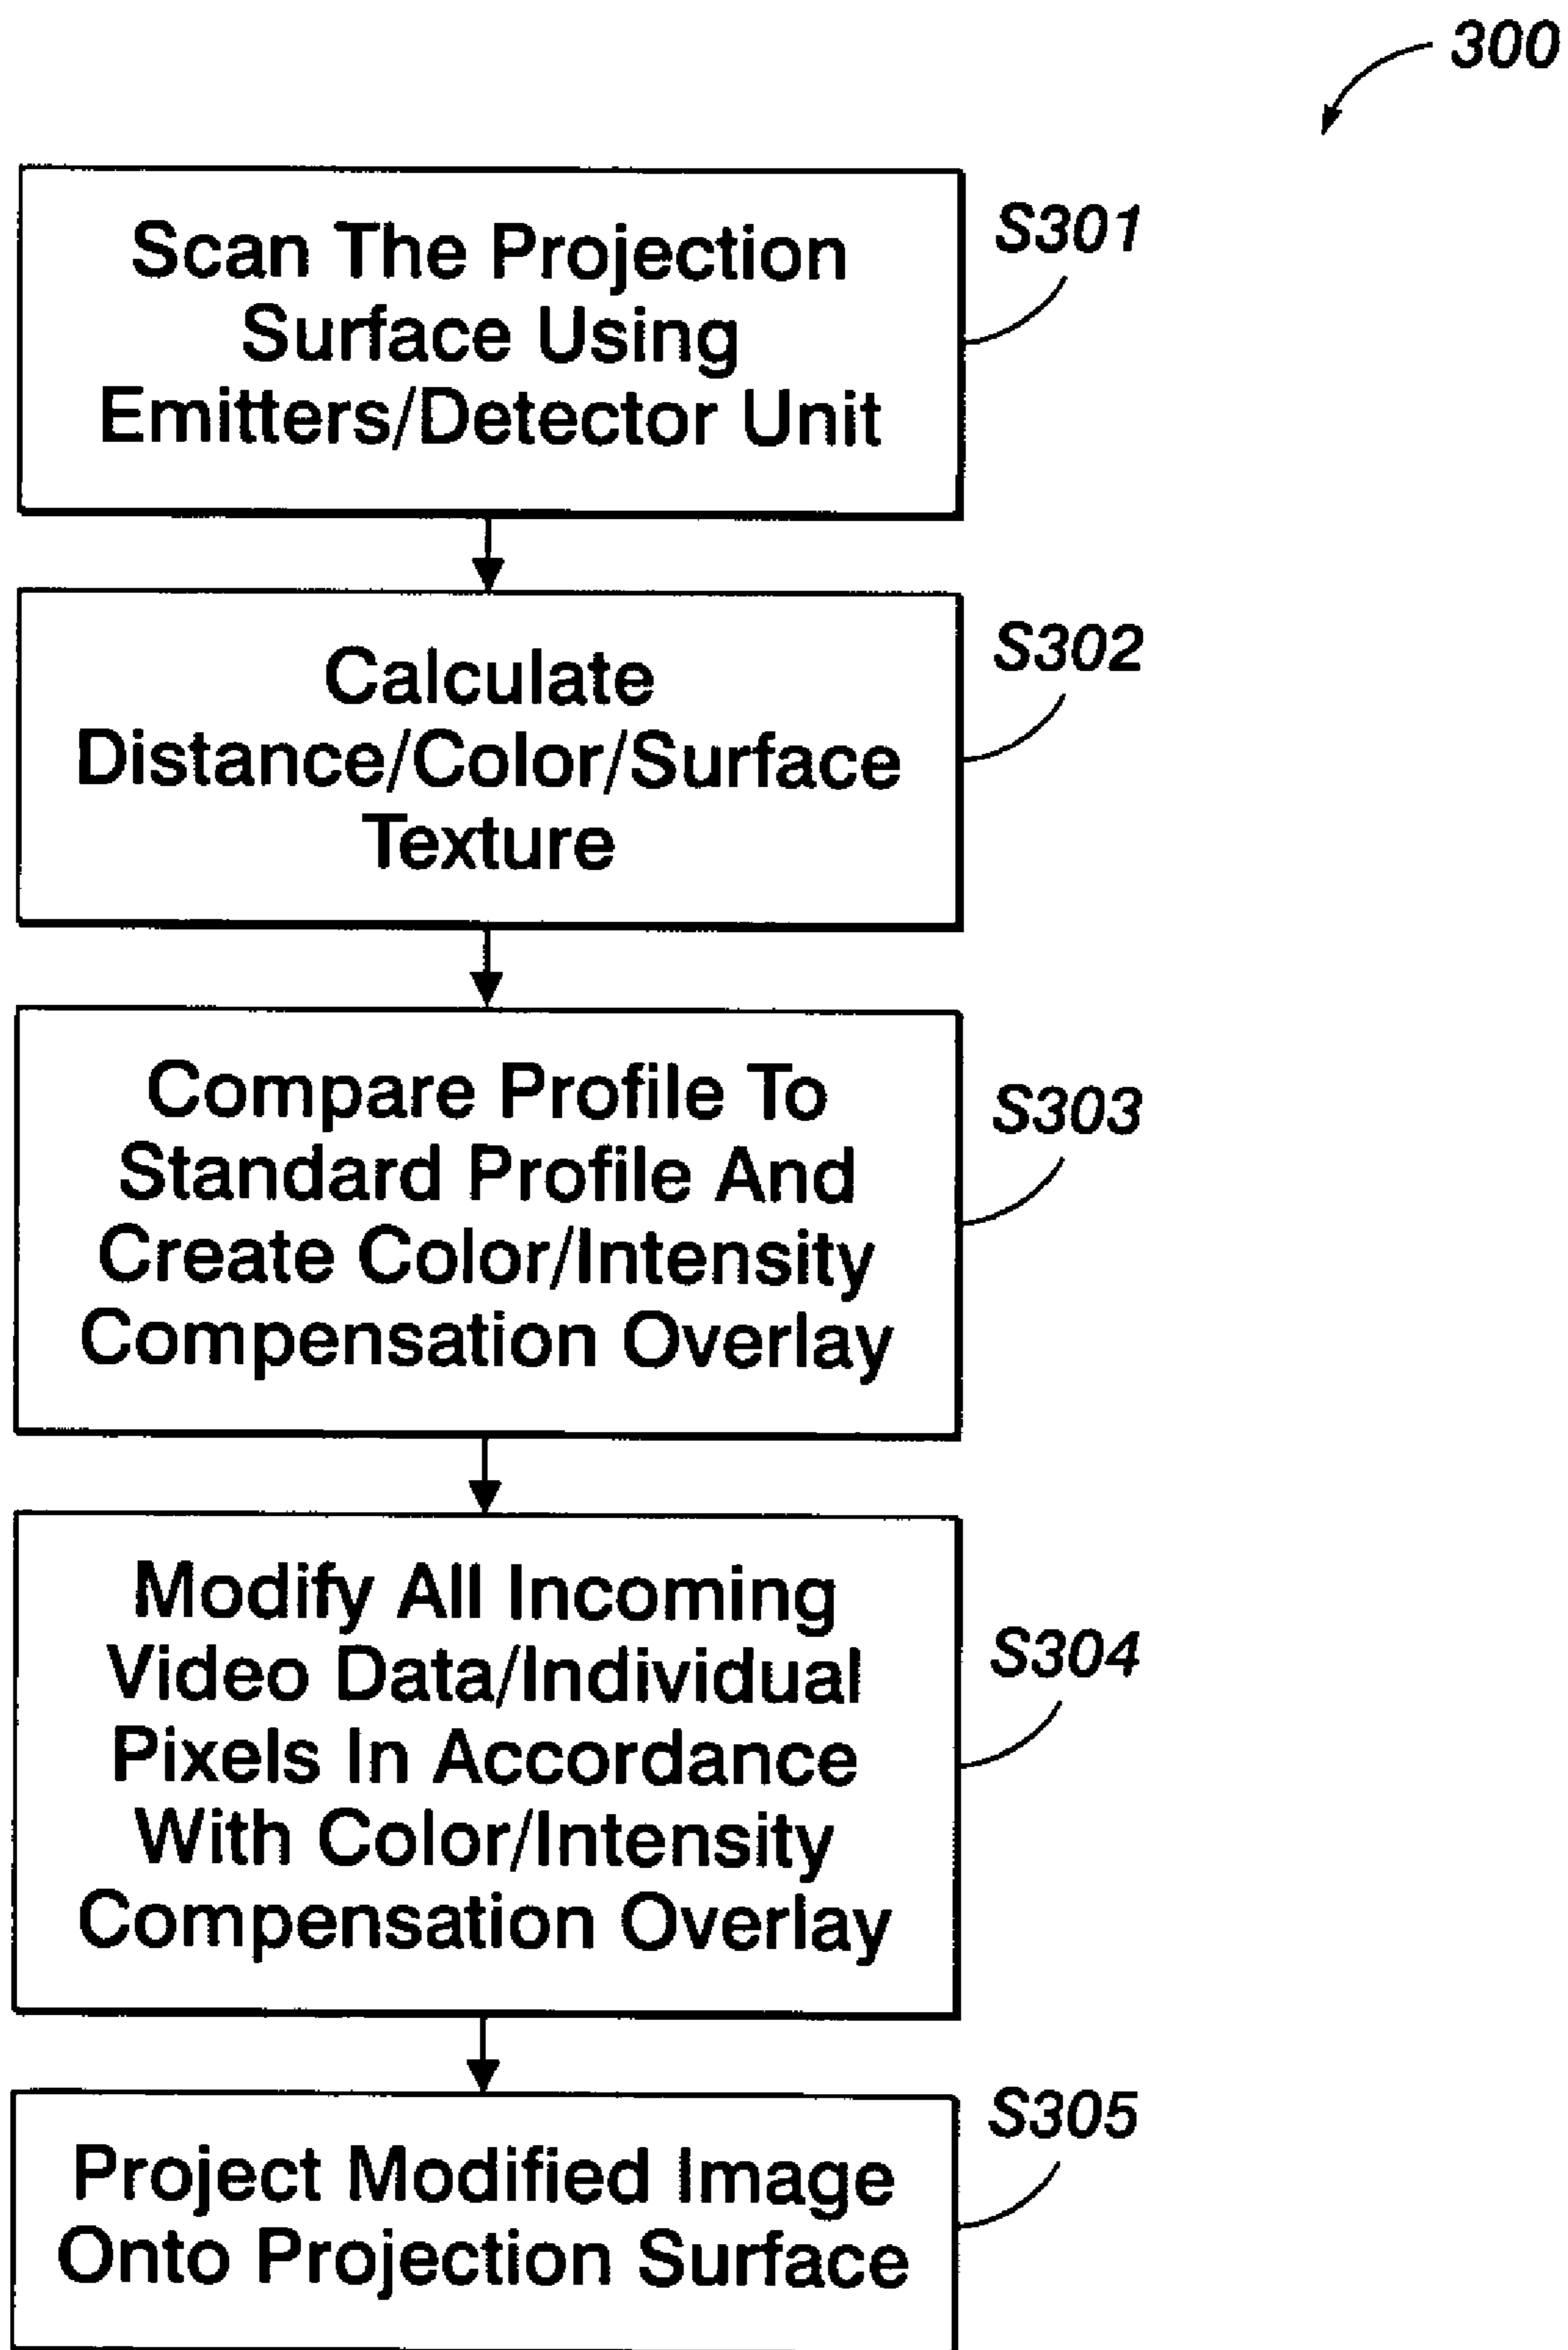 300
Scan The Projection
Surface Using
Emitters/Detector Unit
S301
Calculate
Distance/Color/Surface
Texture
S302
Compare Profile To
Standard Profile And
Create Color/Intensity
Compensation Overlay
S303
Modify All Incoming
Video Data/Individual
Pixels In Accordance
With Color/Intensity
Compensation Overlay
S304
Project Modified Image
Onto Projection Surface
S305